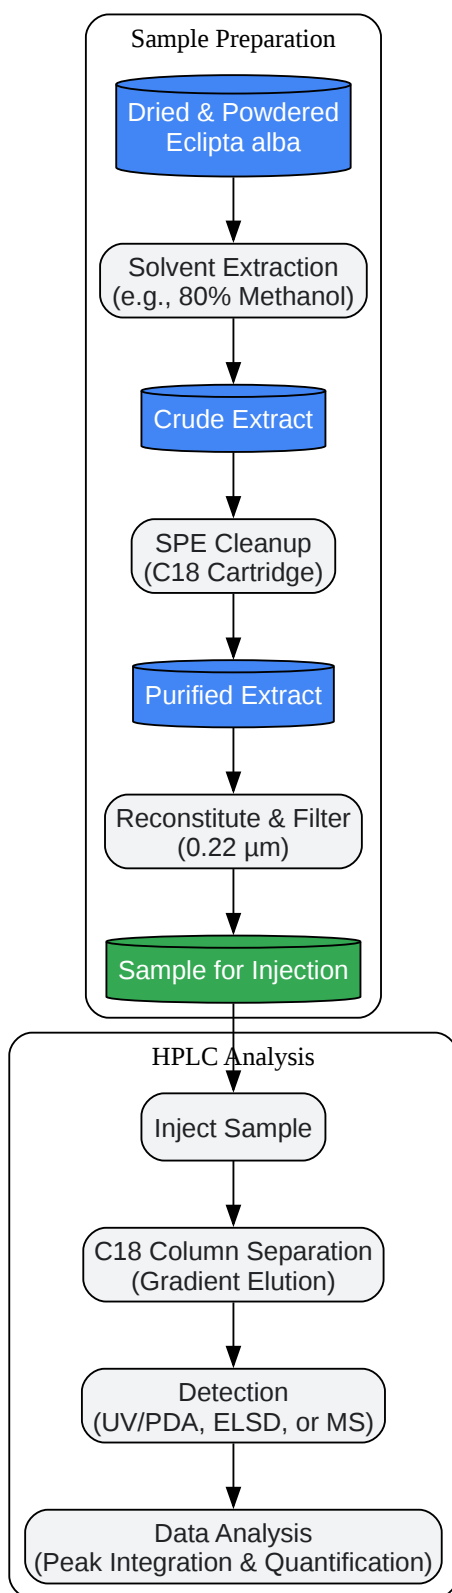 Sample Preparation
Dried & Powdered
Eclipta alba
Solvent Extraction
(e.g., 80% Methanol)
Crude Extract
SPE Cleanup
(C18 Cartridge)
Purified Extract
Reconstitute & Filter
(0.22 µm)
Sample for Injection
HPLC Analysis
Inject Sample
C18 Column Separation
(Gradient Elution)
Detection
(UV/PDA, ELSD, or MS)
Data Analysis
(Peak Integration & Quantification)